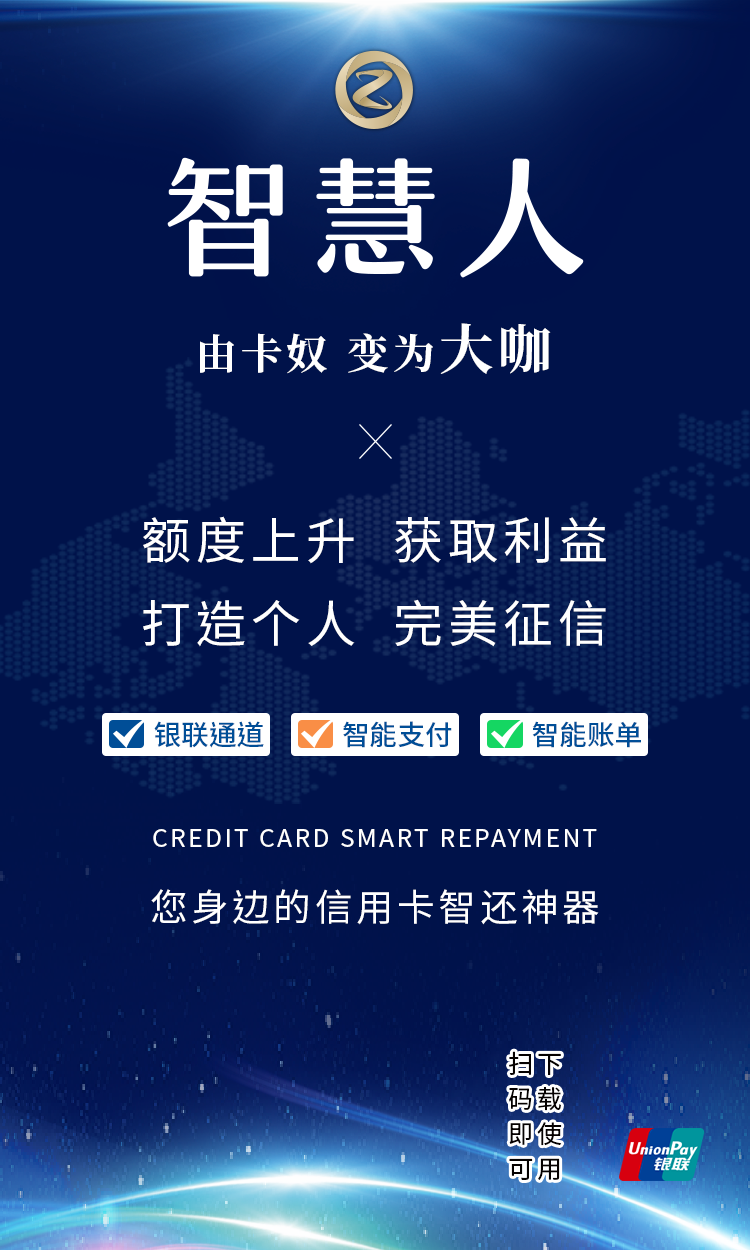 智慧人
由卡奴 变为大咖
额度上升 获取利益
打造个人 完美征信
银联通道 智能支付 智能账单
CREDIT CARD SMART REPAYMENT
您身边的信用卡智还神器
扫码即可
下载使用
UnionPay
银联